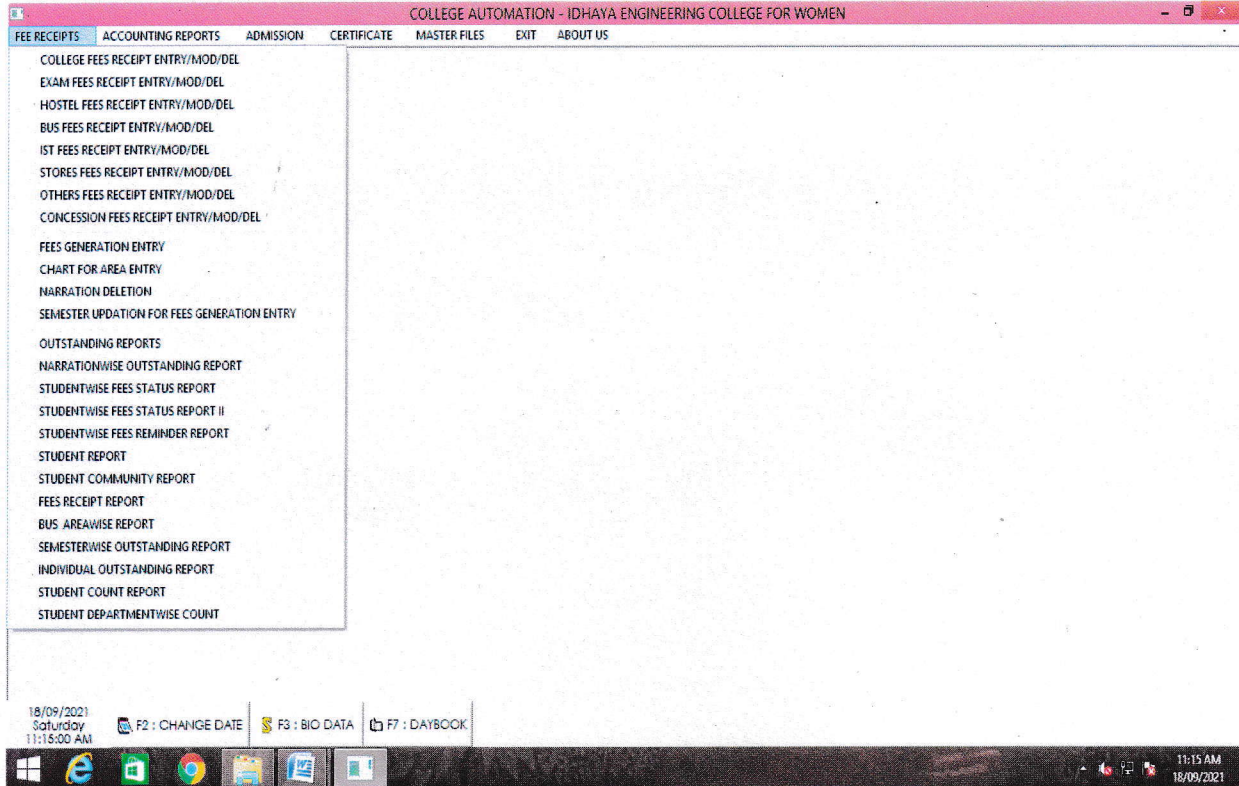 COLLEGE AUTOMATION - IDHAYA ENGINEERING COLLEGE FOR WOMEN
FEE RECEIPTS ACCOUNTING REPORTS ADMISSION CERTIFICATE MASTER FILES EXIT ABOUT US
COLLEGE FEES RECEIPT ENTRY/MOD/DEL
EXAM FEES RECEIPT ENTRY/MOD/DEL
HOSTEL FEES RECEIPT ENTRY/MOD/DEL
BUS FEES RECEIPT ENTRY/MOD/DEL
IST FEES RECEIPT ENTRY/MOD/DEL
STORES FEES RECEIPT ENTRY/MOD/DEL
OTHERS FEES RECEIPT ENTRY/MOD/DEL
CONCESSION FEES RECEIPT ENTRY/MOD/DEL
FEES GENERATION ENTRY
CHART FOR AREA ENTRY
NARRATION DELETION
SEMESTER UPDATION FOR FEES GENERATION ENTRY
OUTSTANDING REPORTS
NARRATIONWISE OUTSTANDING REPORT
STUDENTWISE FEES STATUS REPORT
STUDENTWISE FEES STATUS REPORT II
STUDENTWISE FEES REMINDER REPORT
STUDENT REPORT
STUDENT COMMUNITY REPORT
FEES RECEIPT REPORT
BUS AREAWISE REPORT
SEMESTERWISE OUTSTANDING REPORT
INDIVIDUAL OUTSTANDING REPORT
STUDENT COUNT REPORT
STUDENT DEPARTMENTWISE COUNT
18/09/2021
Saturday
11:15:00 AM
F2 : CHANGE DATE F3 : BIO DATA F7 : DAYBOOK
11:15 AM
18/09/2021